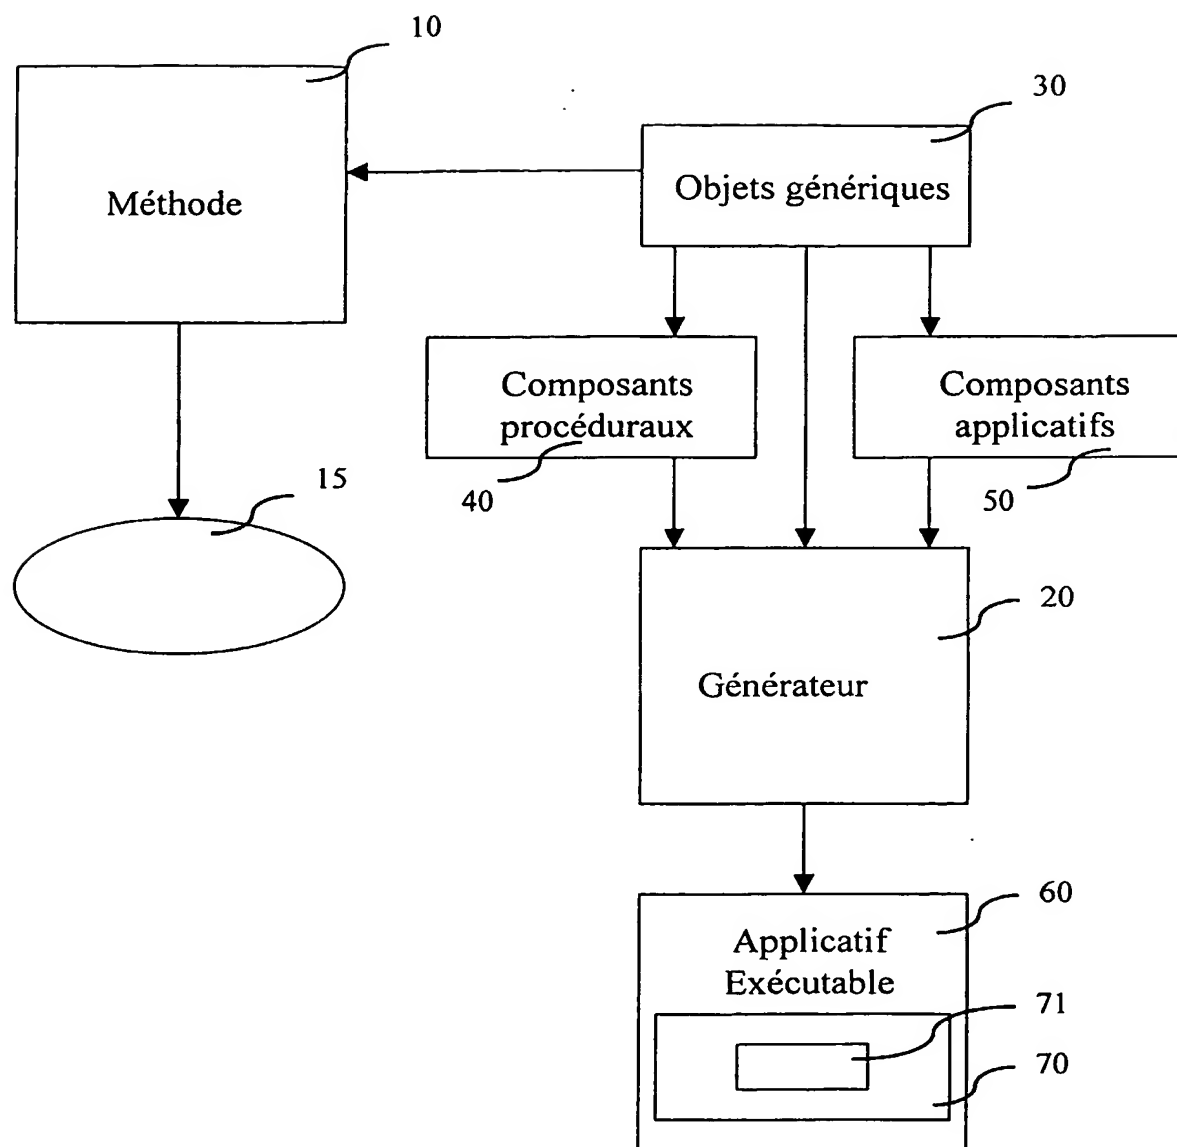 10
30
Méthode
Objets génériques
Composants
procéduraux
Composants
applicatifs
15
40
50
20
Générateur
60
Applicatif
Exécutable
71
70